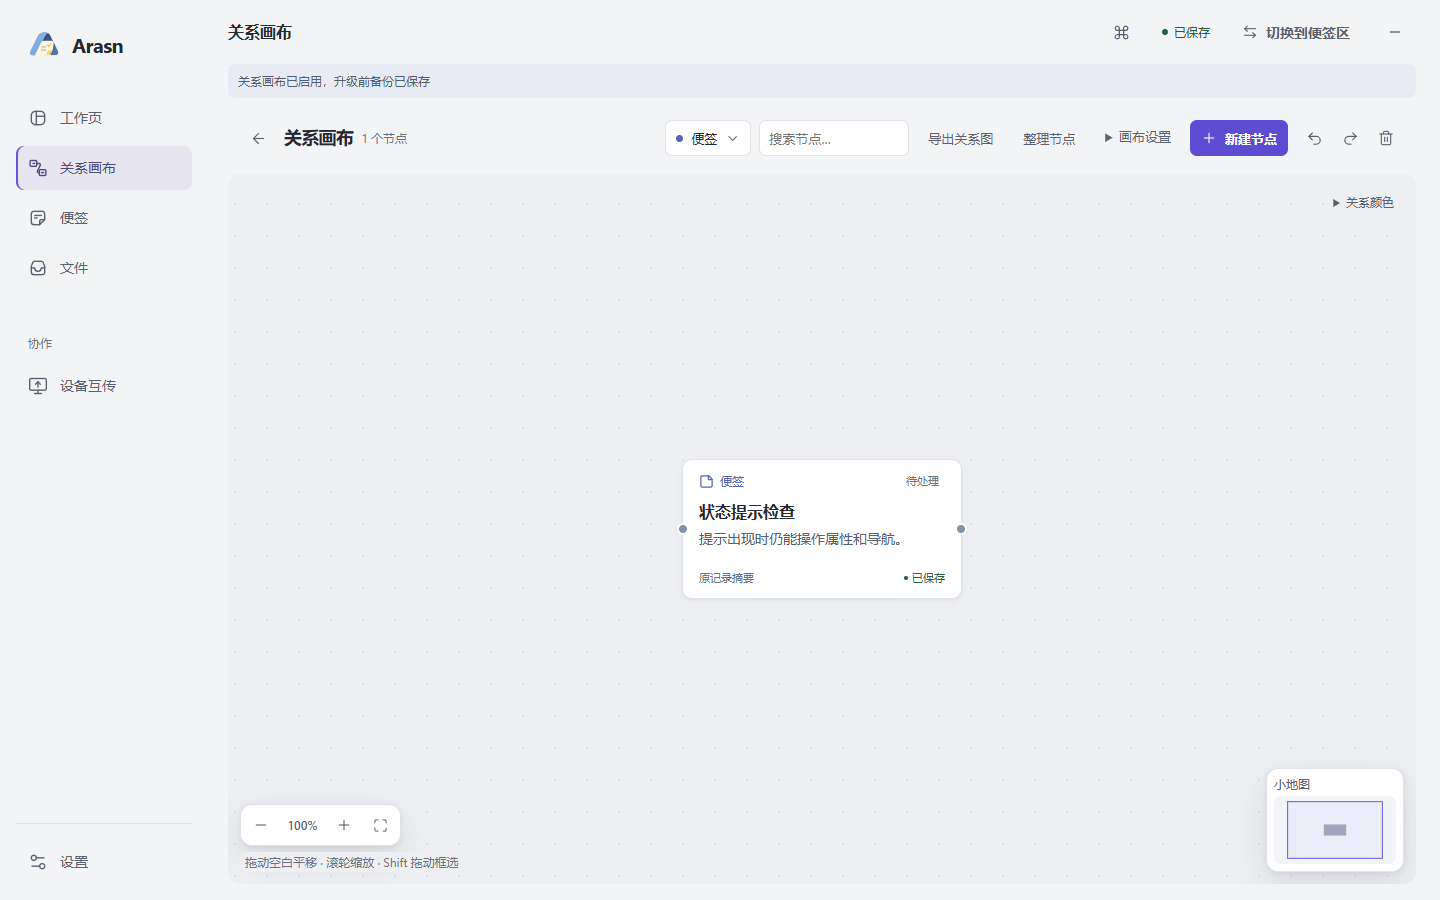 Arasn
工作页
关系画布
便签
文件
协作
设备互传
设置
关系画布
已保存
切换到便签区
关系画布已启用，升级前备份已保存
关系画布 1 个节点
便签
搜索节点...
导出关系图
整理节点
画布设置
新建节点
关系颜色
便签
待处理
状态提示检查
提示出现时仍能操作属性和导航。
原记录摘要
已保存
100%
拖动空白平移 · 滚轮缩放 · Shift 拖动框选
小地图